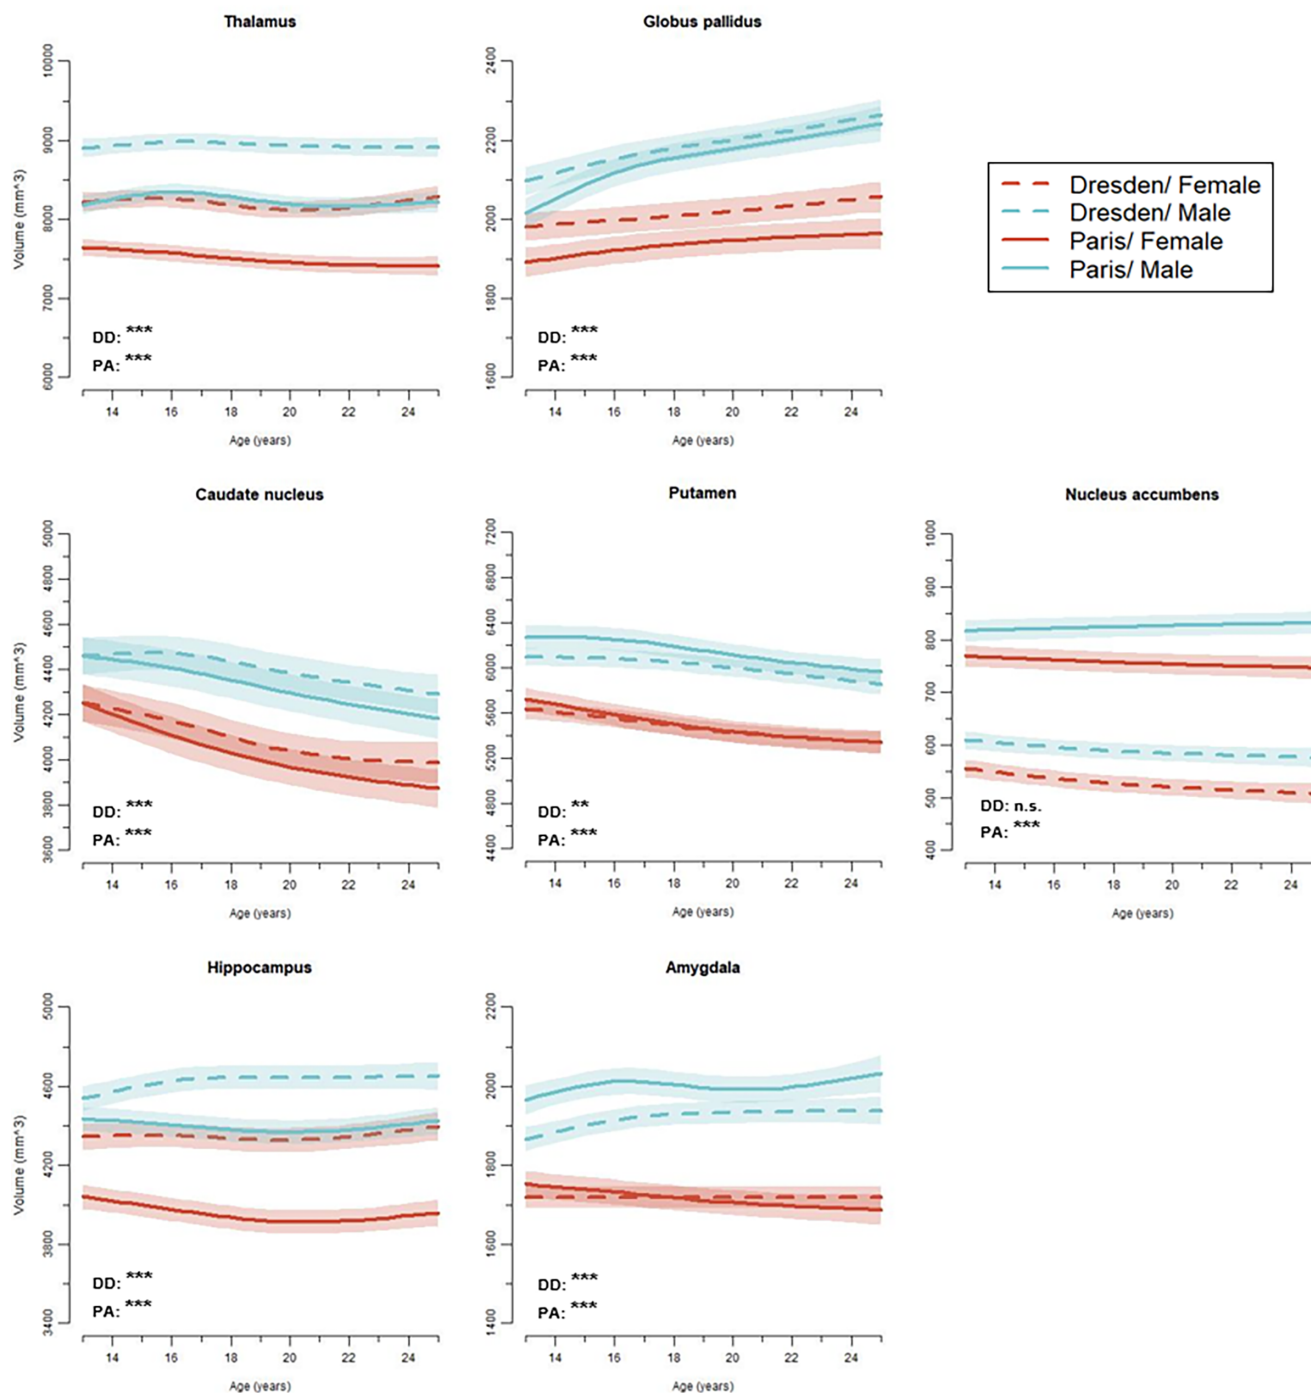 Thalamus
Volume (mm^3)
10000
9000
8000
7000
6000
DD: ***
PA: ***
14 16 18 20 22 24
Age (years)
Globus pallidus
2400
2200
2000
1800
1600
DD: ***
PA: ***
14 16 18 20 22 24
Age (years)
Dresden/ Female
Dresden/ Male
Paris/ Female
Paris/ Male
Caudate nucleus
5000
4800
4600
4400
4200
4000
3800
3600
DD: ***
PA: ***
14 16 18 20 22 24
Age (years)
Putamen
7200
6800
6400
6000
5600
5200
4800
4400
DD: **
PA: ***
14 16 18 20 22 24
Age (years)
Nucleus accumbens
1000
900
800
700
600
500
400
DD: n.s.
PA: ***
14 16 18 20 22 24
Age (years)
Hippocampus
Volume (mm^3)
5000
4600
4200
3800
3400
DD: ***
PA: ***
14 16 18 20 22 24
Age (years)
Amygdala
2200
2000
1800
1600
1400
DD: ***
PA: ***
14 16 18 20 22 24
Age (years)